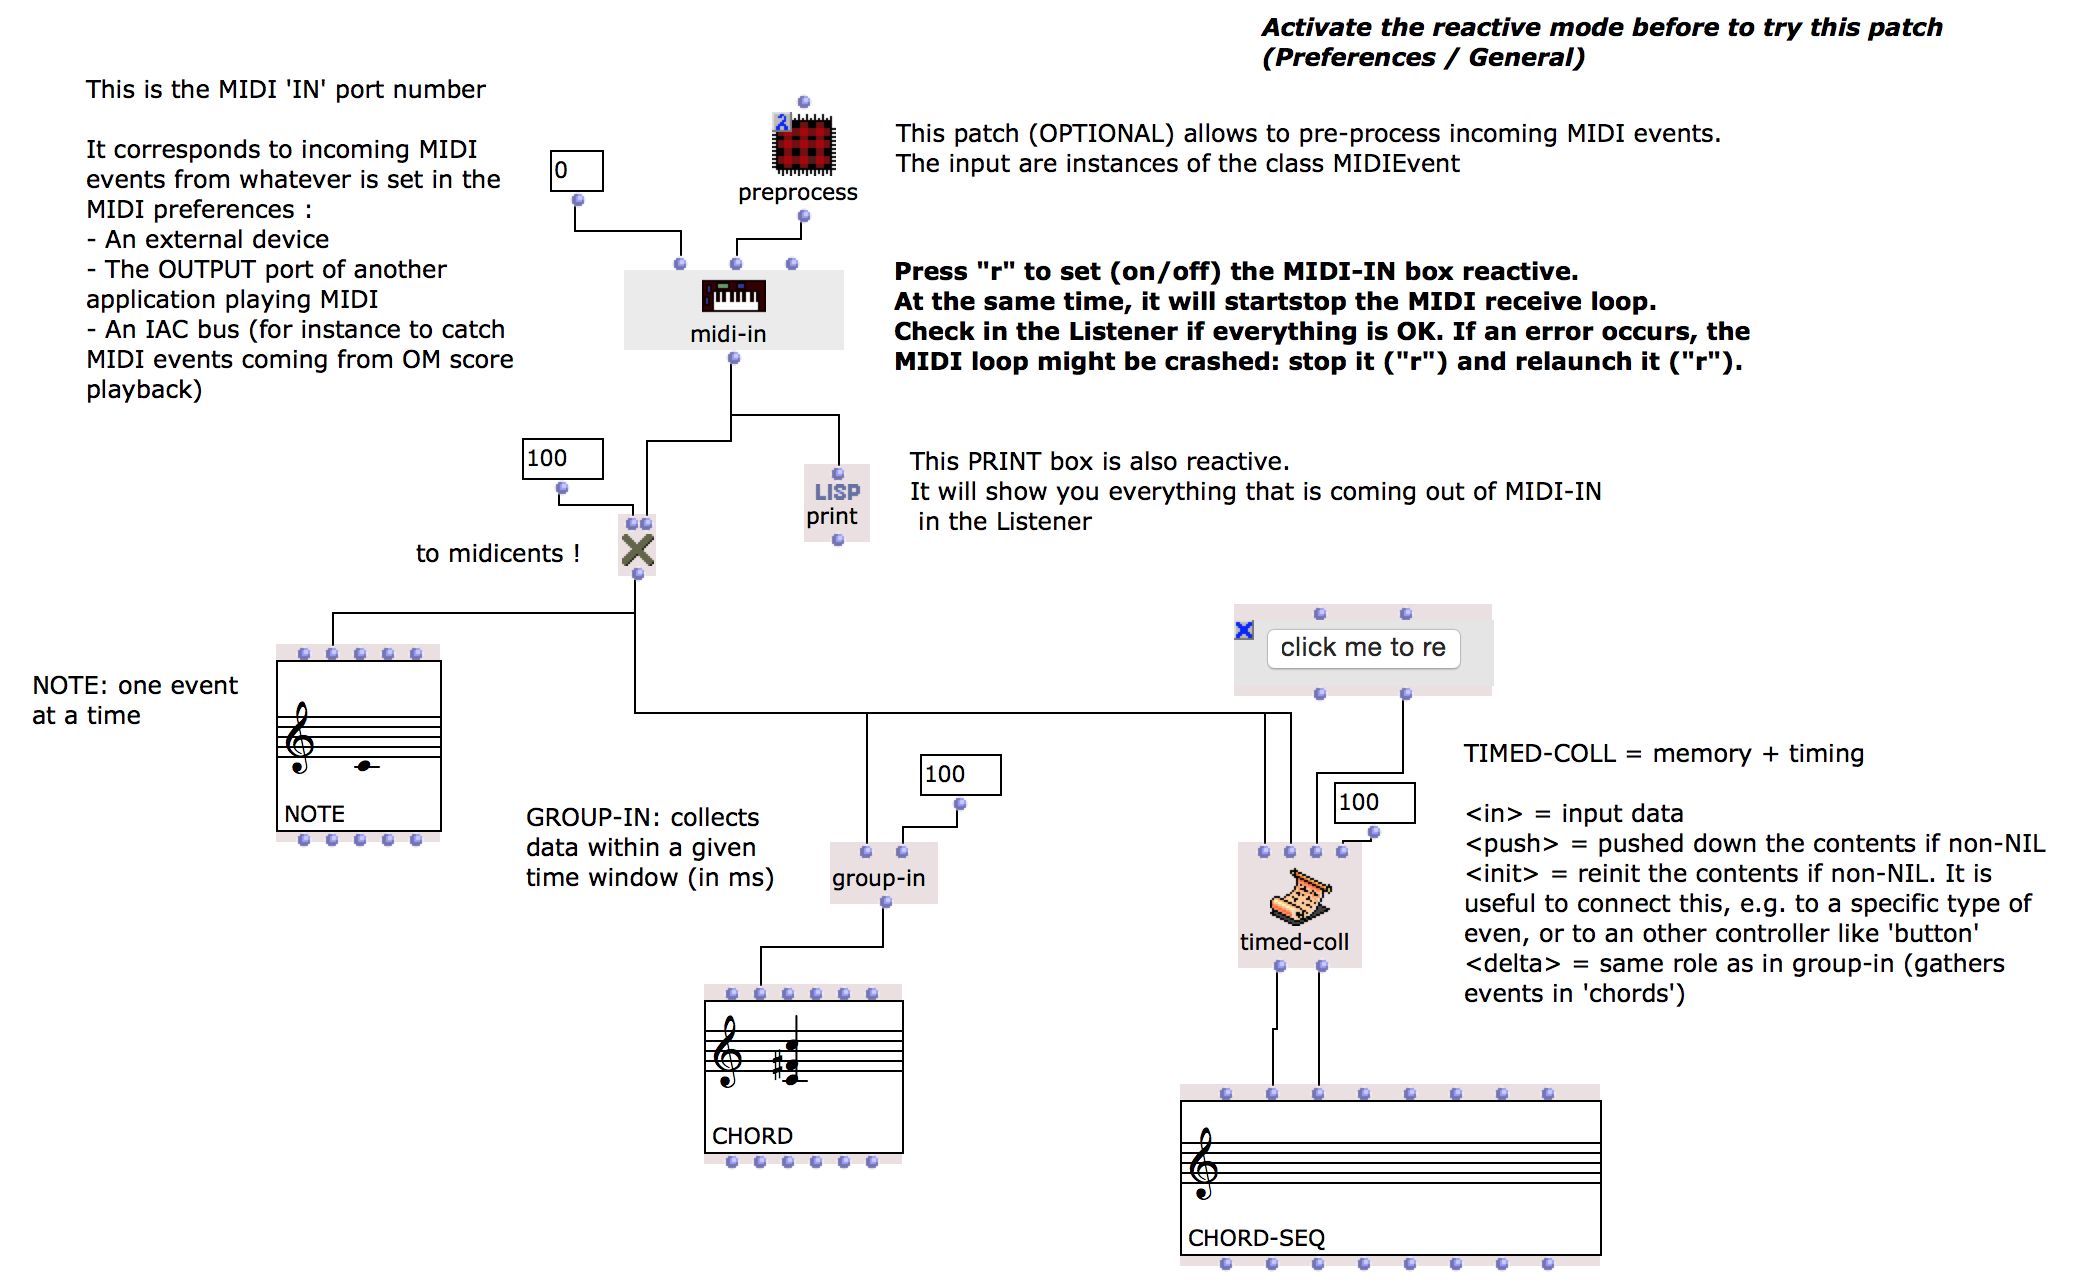 Activate the reactive mode before to try this patch
(Preferences / General)
This is the MIDI 'IN' port number
It corresponds to incoming MIDI
events from whatever is set in the
MIDI preferences :
- An external device
- The OUTPUT port of another
application playing MIDI
- An IAC bus (for instance to catch
MIDI events coming from OM score
playback)
0
preprocess
This patch (OPTIONAL) allows to pre-process incoming MIDI events.
The input are instances of the class MIDIEvent
midi-in
Press "r" to set (on/off) the MIDI-IN box reactive.
At the same time, it will startstop the MIDI receive loop.
Check in the Listener if everything is OK. If an error occurs, the
MIDI loop might be crashed: stop it ("r") and relaunch it ("r").
100
to midicents !
LISP
print
This PRINT box is also reactive.
It will show you everything that is coming out of MIDI-IN
in the Listener
NOTE: one event
at a time
NOTE
click me to re
GROUP-IN: collects
data within a given
time window (in ms)
100
group-in
CHORD
100
timed-coll
TIMED-COLL = memory + timing
<in> = input data
<push> = pushed down the contents if non-NIL
<init> = reinit the contents if non-NIL. It is
useful to connect this, e.g. to a specific type of
even, or to an other controller like 'button'
<delta> = same role as in group-in (gathers
events in 'chords')
CHORD-SEQ